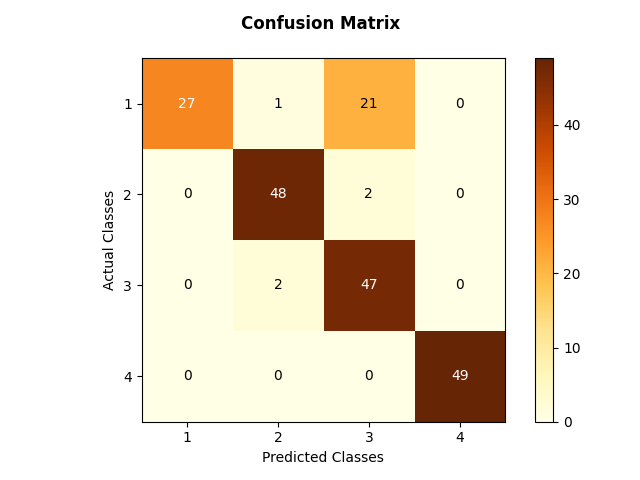 Confusion Matrix
1 27 1 21 0
2 0 48 2 0
3 0 2 47 0
4 0 0 0 49
1 2 3 4
Predicted Classes
Actual Classes
40
30
20
10
0